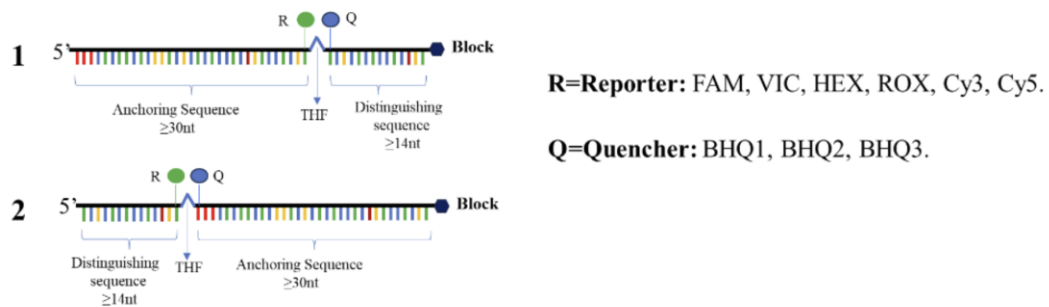 R Q
1 5' Block
Anchoring Sequence
≥30nt
THF
Distinguishing
sequence
≥14nt
R=Reporter: FAM, VIC, HEX, ROX, Cy3, Cy5.
Q=Quencher: BHQ1, BHQ2, BHQ3.
R Q
2 5' Block
Distinguishing
sequence
≥14nt
THF
Anchoring Sequence
≥30nt